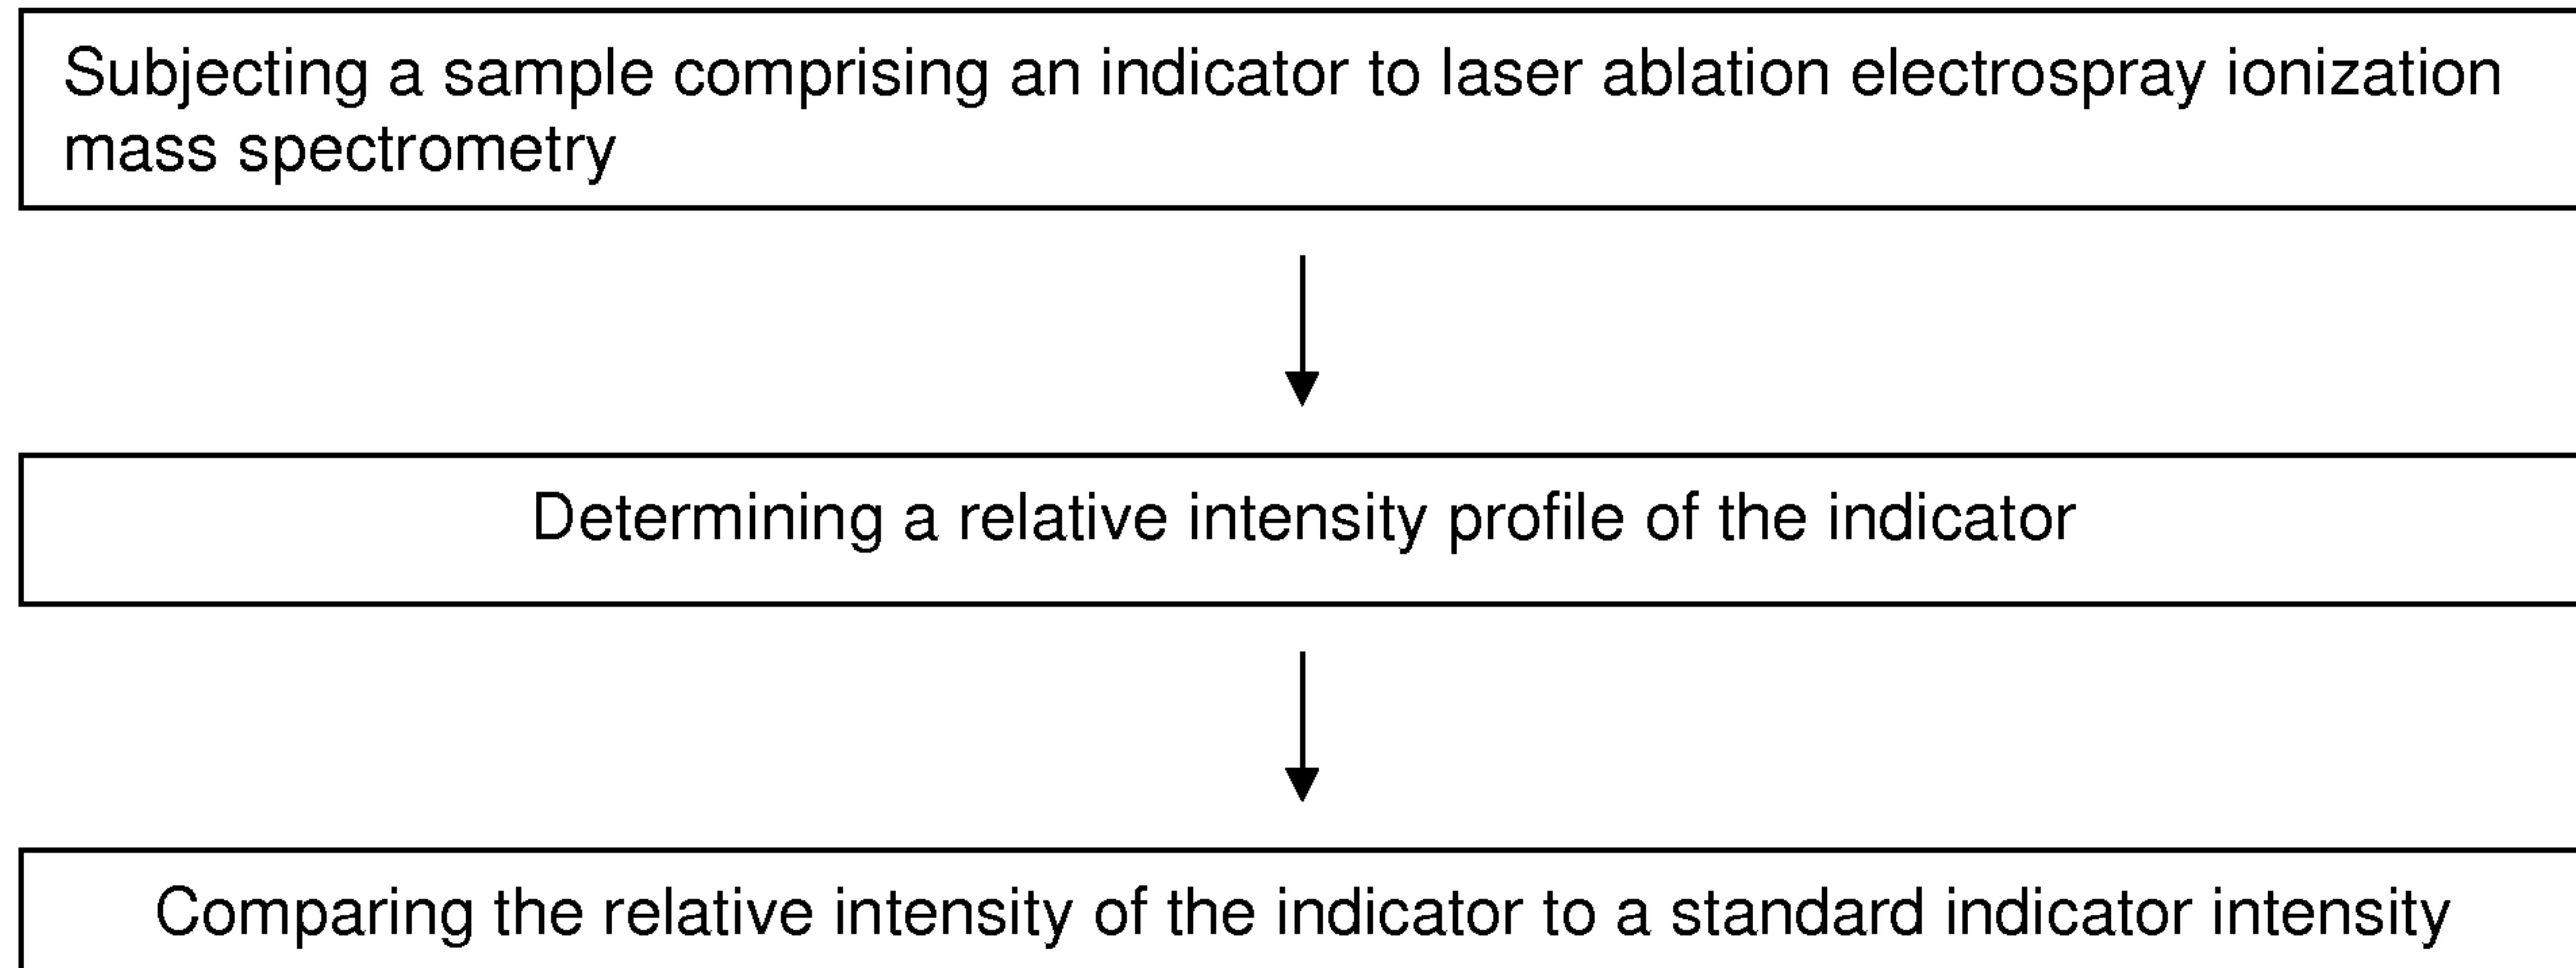 Subjecting a sample comprising an indicator to laser ablation electrospray ionization
mass spectrometry
Determining a relative intensity profile of the indicator
Comparing the relative intensity of the indicator to a standard indicator intensity